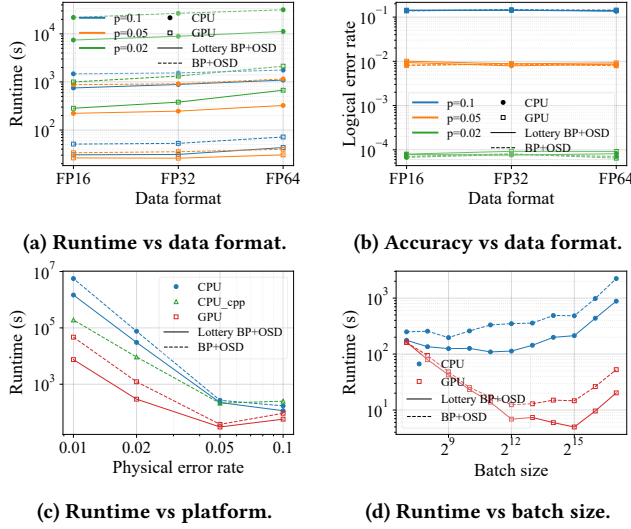 Runtime (s)
10^4
10^3
10^2
p=0.1
p=0.05
p=0.02
CPU
GPU
Lottery BP+OSD
BP+OSD
FP16
FP32
FP64
Data format
(a) Runtime vs data format.
Logical error rate
10^-1
10^-2
10^-3
10^-4
p=0.1
p=0.05
p=0.02
CPU
GPU
Lottery BP+OSD
BP+OSD
FP16
FP32
FP64
Data format
(b) Accuracy vs data format.
Runtime (s)
10^7
10^5
10^3
CPU
CPU_cpp
GPU
Lottery BP+OSD
BP+OSD
0.01
0.02
0.05
0.1
Physical error rate
(c) Runtime vs platform.
Runtime (s)
10^3
10^2
10^1
CPU
GPU
Lottery BP+OSD
BP+OSD
2^9
2^12
2^15
Batch size
(d) Runtime vs batch size.